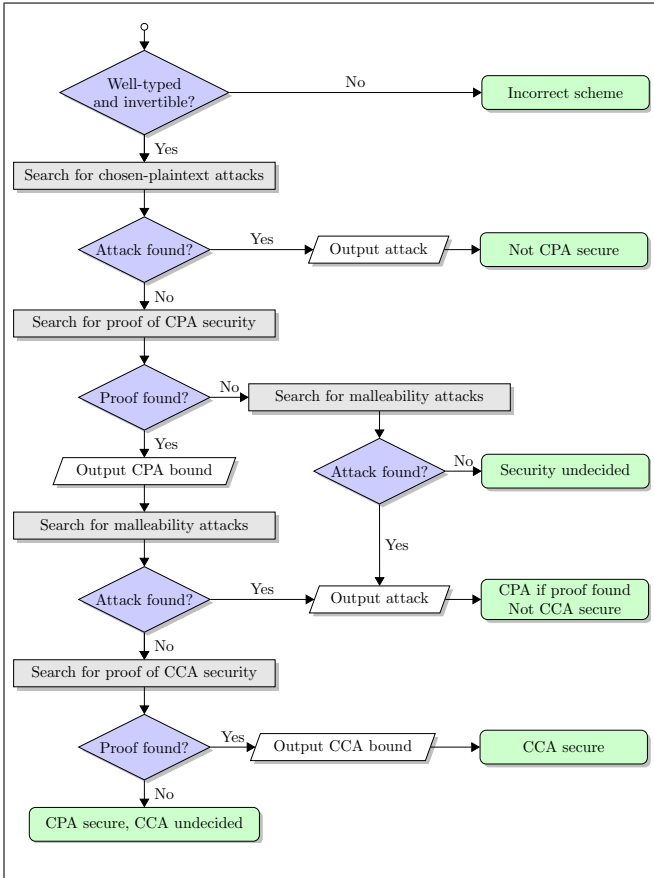 Well-typed
and invertible?
No
Incorrect scheme
Yes
Search for chosen-plaintext attacks
Attack found?
Yes
Output attack
Not CPA secure
No
Search for proof of CPA security
Proof found?
No
Search for malleability attacks
Yes
Output CPA bound
Attack found?
No
Security undecided
Search for malleability attacks
Yes
Attack found?
Yes
Output attack
CPA if proof found
Not CCA secure
No
Search for proof of CCA security
Proof found?
Yes
Output CCA bound
CCA secure
No
CPA secure, CCA undecided